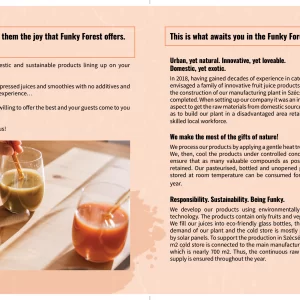 them the joy that Funky Forest offers.
estic and sustainable products lining up on your
pressed juices and smoothies with no additives and
experience…
willing to offer the best and your guests come to you
us!
This is what awaits you in the Funky Fore
Urban, yet natural. Innovative, yet loveable.
Domestic, yet exotic.
In 2018, having gained decades of experience in cate
envisaged a family of innovative fruit juice products
the construction of our manufacturing plant in Szécs
completed. When setting up our company it was an im
aspect to get the raw materials from domestic source
as to build our plant in a disadvantaged area reta
skilled local workforce.
We make the most of the gifts of nature!
We process our products by applying a gentle heat tre
We, then, cool the products under controlled cond
ensure that as many valuable compounds as pos
retained. Our pasteurised, bottled and unopened p
stored at room temperature can be consumed for
year.
Responsibility. Sustainability. Being Funky.
We develop our products using environmentally
technology. The products contain only fruits and veg
We fill our juices into eco-friendly glass bottles, th
demand of our plant and the cold store is mostly
by solar panels. To support the production in Szécsé
m2 cold store is connected to the main manufactur
which is nearly 700 m2. Thus, the continuous raw
supply is ensured throughout the year.